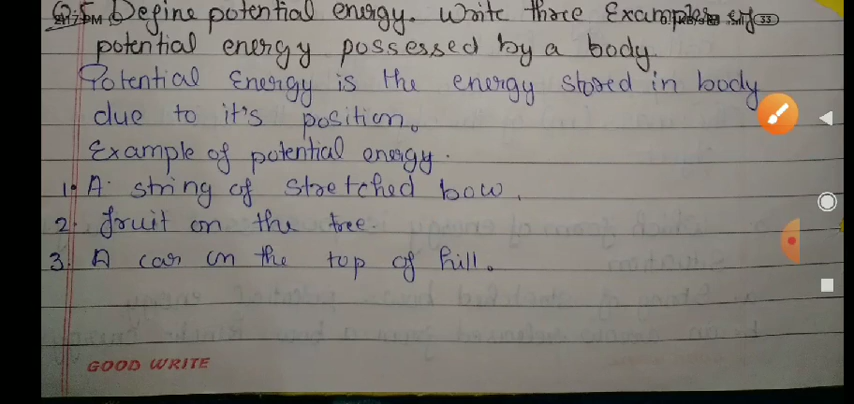 Q.5 Define potential energy. Write three Examples of
potential energy possessed by a body
Potential Energy is the energy stored in body
due to it's position.
Example of potential energy.
1. A string of stretched bow.
2. fruit on the tree.
3. A car on the top of hill.
GOOD WRITE